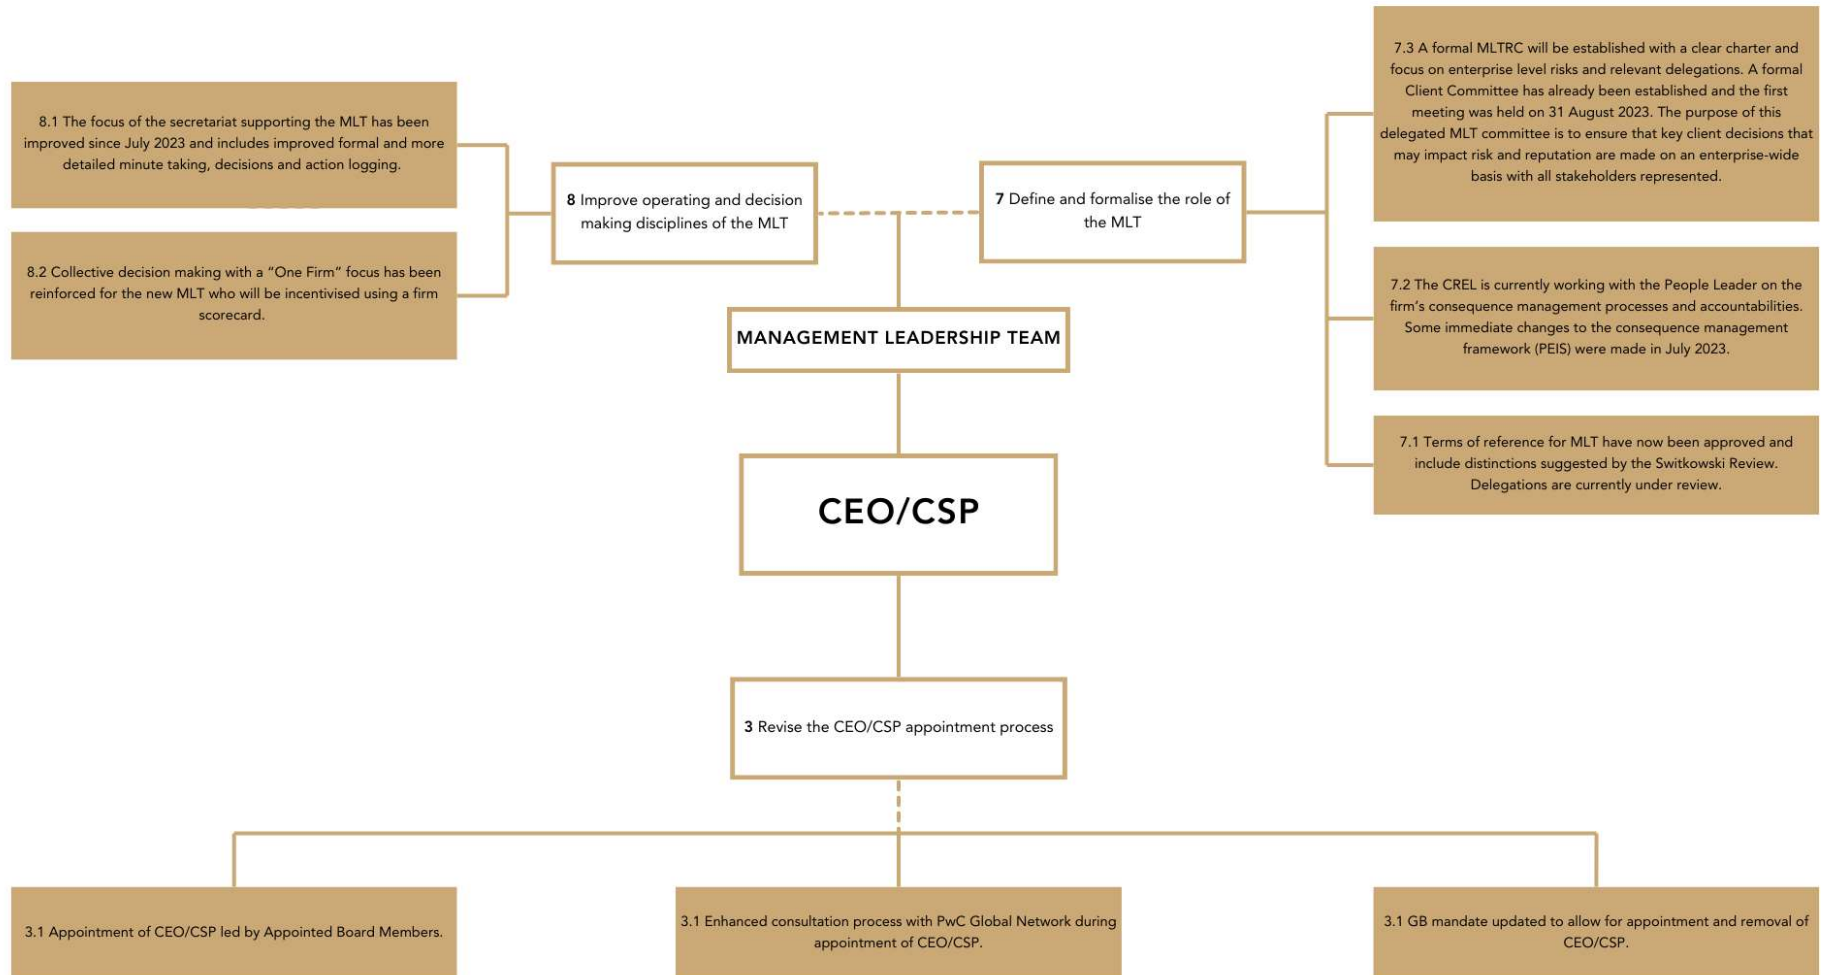 8.1 The focus of the secretariat supporting the MLT has been
improved since July 2023 and includes improved formal and more
detailed minute taking, decisions and action logging.
8.2 Collective decision making with a “One Firm” focus has been
reinforced for the new MLT who will be incentivised using a firm
scorecard.
8 Improve operating and decision
making disciplines of the MLT
7 Define and formalise the role of
the MLT
7.3 A formal MLTRC will be established with a clear charter and
focus on enterprise level risks and relevant delegations. A formal
Client Committee has already been established and the first
meeting was held on 31 August 2023. The purpose of this
delegated MLT committee is to ensure that key client decisions that
may impact risk and reputation are made on an enterprise-wide
basis with all stakeholders represented.
7.2 The CREL is currently working with the People Leader on the
firm’s consequence management processes and accountabilities.
Some immediate changes to the consequence management
framework (PEIS) were made in July 2023.
7.1 Terms of reference for MLT have now been approved and
include distinctions suggested by the Switkowski Review.
Delegations are currently under review.
MANAGEMENT LEADERSHIP TEAM
CEO/CSP
3 Revise the CEO/CSP appointment process
3.1 Appointment of CEO/CSP led by Appointed Board Members.
3.1 Enhanced consultation process with PwC Global Network during
appointment of CEO/CSP.
3.1 GB mandate updated to allow for appointment and removal of
CEO/CSP.